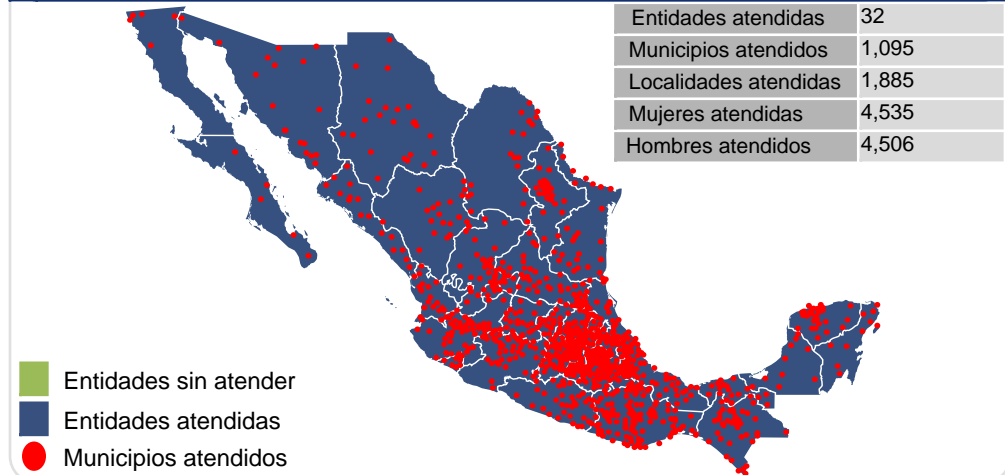 Entidades atendidas 32
Municipios atendidos 1,095
Localidades atendidas 1,885
Mujeres atendidas 4,535
Hombres atendidos 4,506
Entidades sin atender
Entidades atendidas
Municipios atendidos